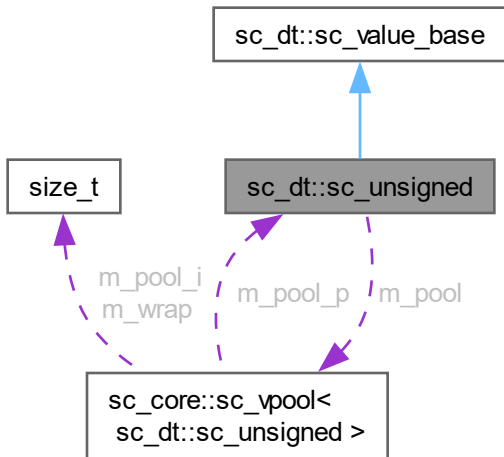 sc_dt::sc_value_base
size_t
sc_dt::sc_unsigned
m_pool_i
m_wrap
m_pool_p
m_pool
sc_core::sc_vpool<
sc_dt::sc_unsigned >